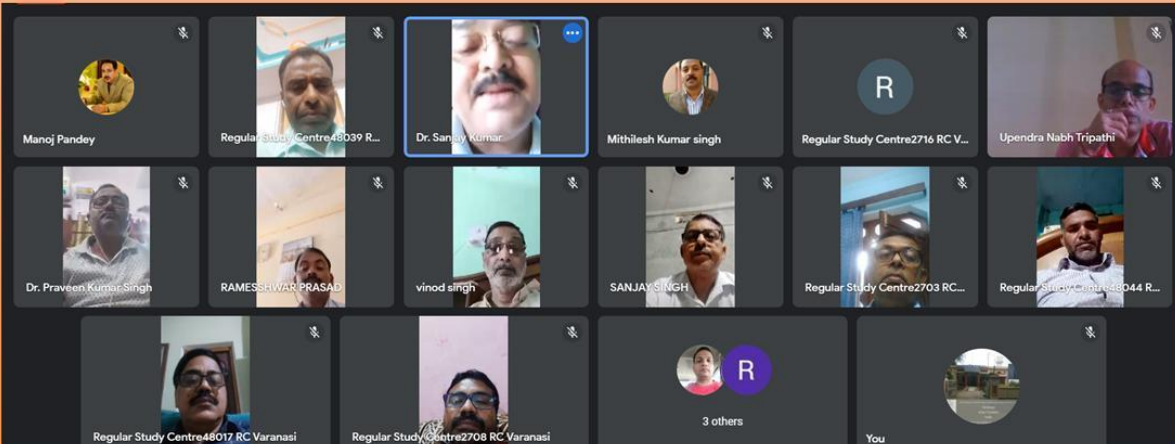 Manoj Pandey
Regular Study Centre48039 R...
Dr. Sanjay Kumar
Mithilesh Kumar singh
R
Regular Study Centre2716 RC V...
Upendra Nabh Tripathi
Dr. Praveen Kumar Singh
RAMESSHWAR PRASAD
vinod singh
SANJAY SINGH
Regular Study Centre2703 RC...
Regular Study Centre48044 R...
Regular Study Centre48017 RC Varanasi
Regular Study Centre2708 RC Varanasi
R
3 others
You